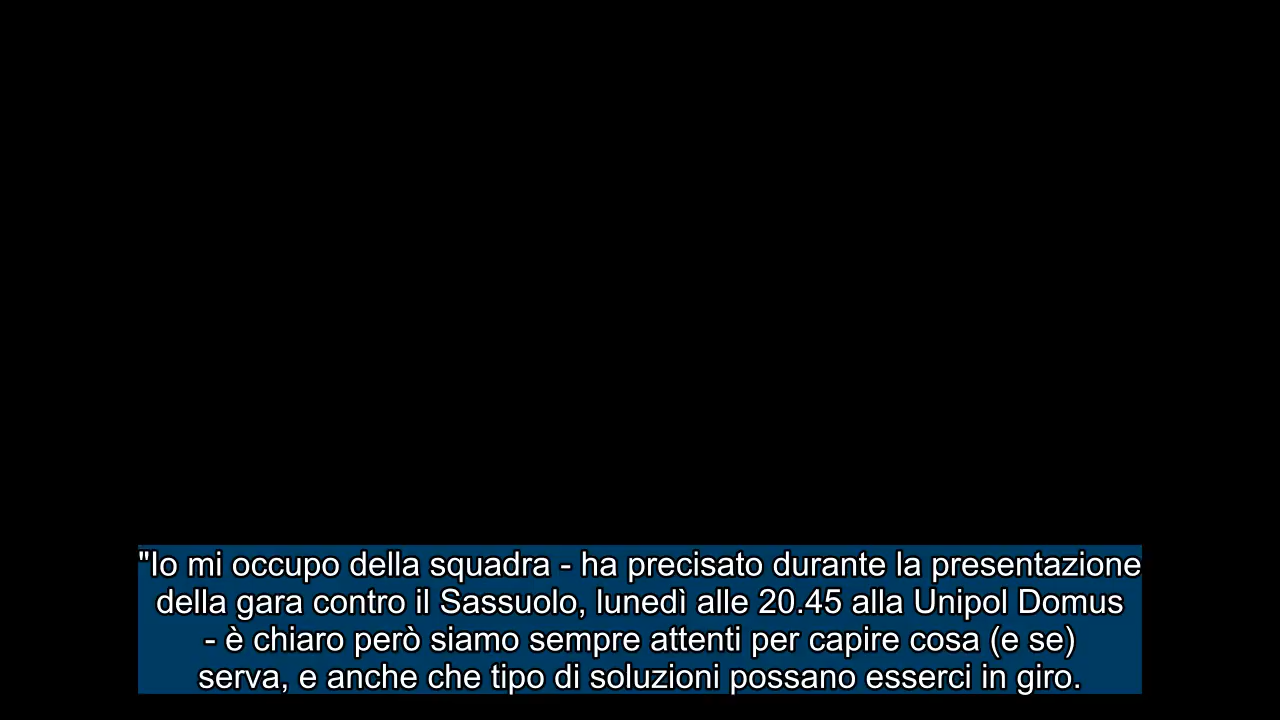 "Io mi occupo della squadra - ha precisato durante la presentazione
della gara contro il Sassuolo, lunedì alle 20.45 alla Unipol Domus
- è chiaro però siamo sempre attenti per capire cosa (e se)
serva, e anche che tipo di soluzioni possano esserci in giro.